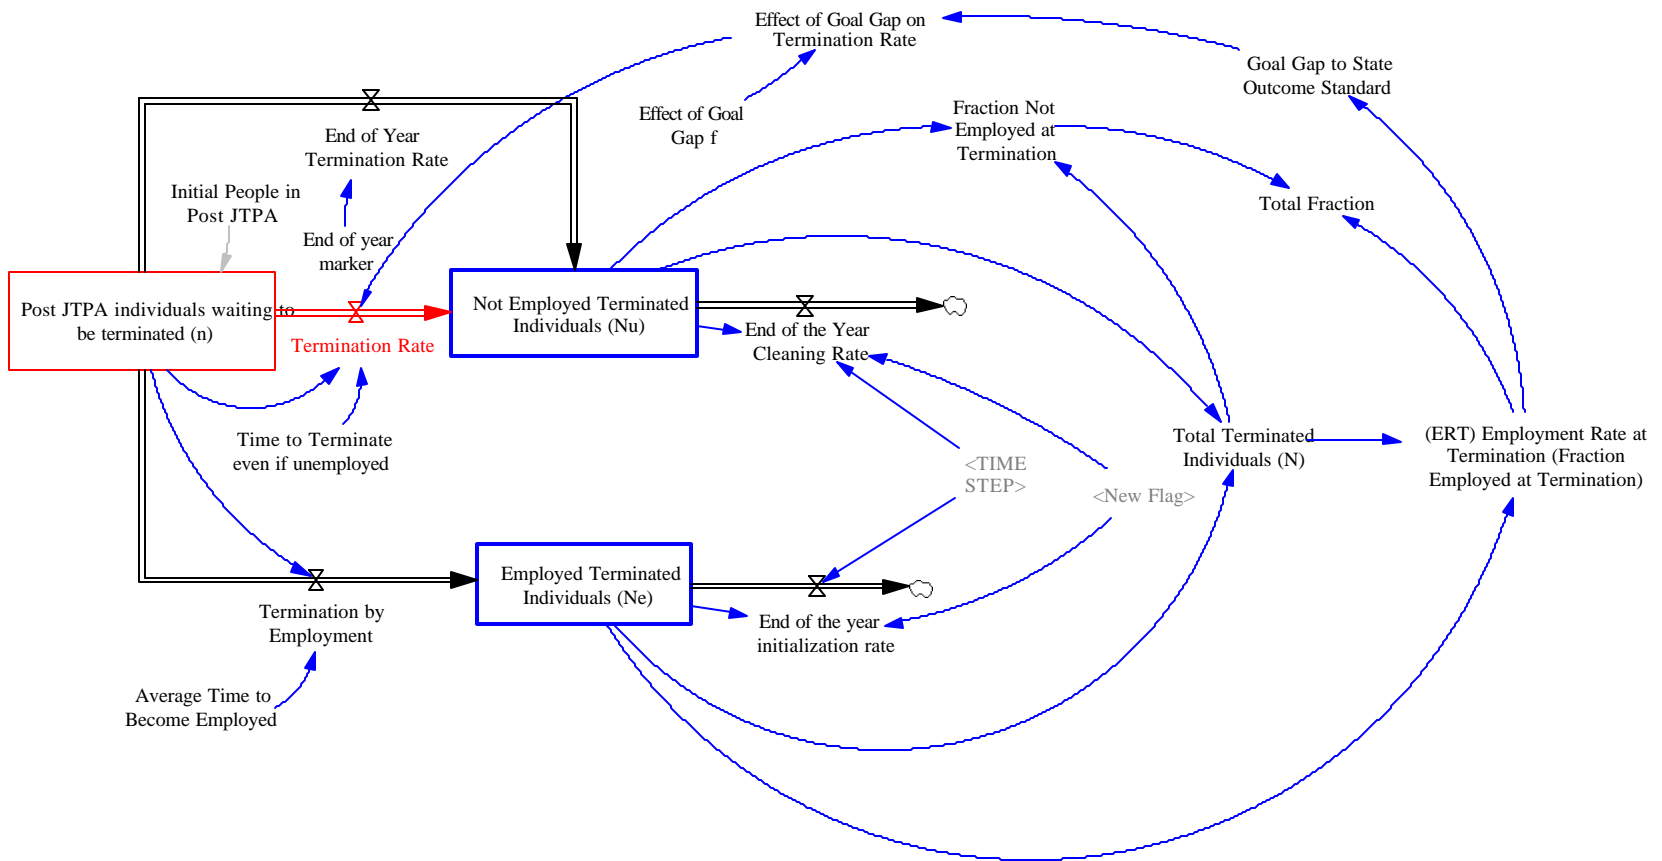 Effect of Goal Gap on
Termination Rate
Goal Gap to State
Outcome Standard
Effect of Goal
Gap f
Fraction Not
Employed at
Termination
End of Year
Termination Rate
Initial People in
Post JTPA
Total Fraction
End of year
marker
Post JTPA individuals waiting to
be terminated (n)
Not Employed Terminated
Individuals (Nu)
Termination Rate
End of the Year
Cleaning Rate
Time to Terminate
even if unemployed
Total Terminated
Individuals (N)
(ERT) Employment Rate at
Termination (Fraction
Employed at Termination)
<TIME
STEP>
<New Flag>
Employed Terminated
Individuals (Ne)
Termination by
Employment
End of the year
initialization rate
Average Time to
Become Employed